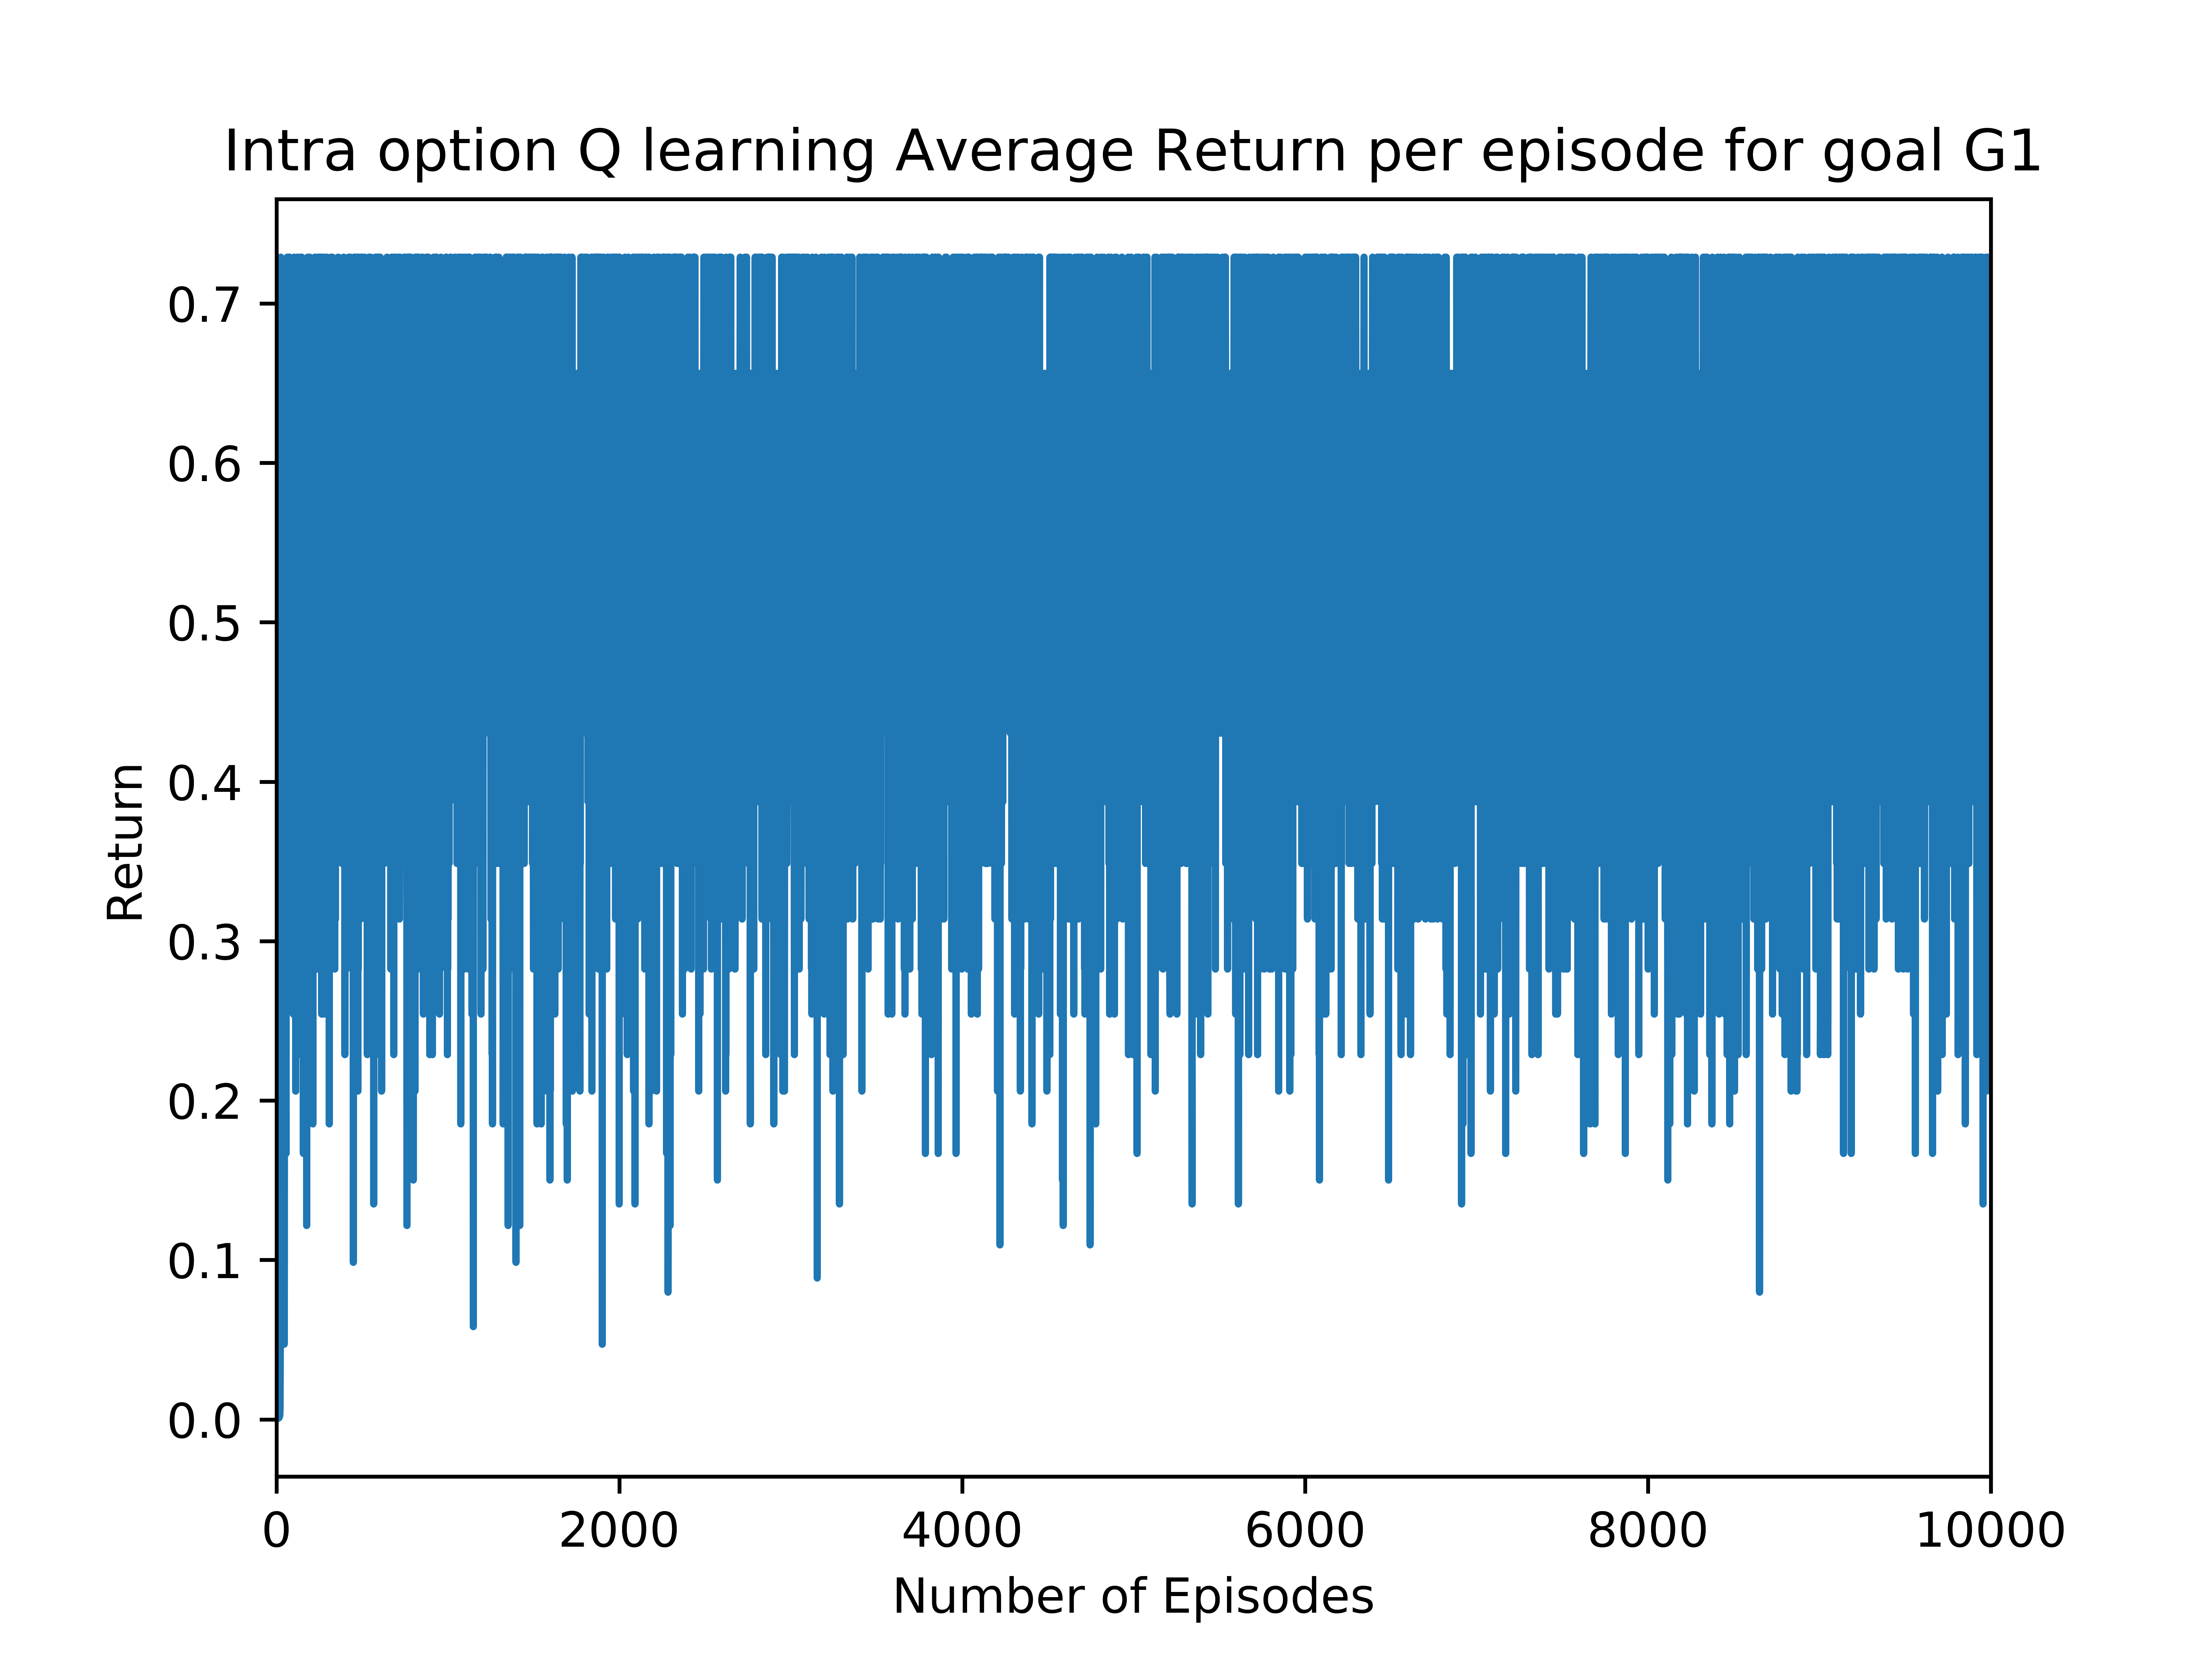 Intra option Q learning Average Return per episode for goal G1
0.7
0.6
0.5
0.4
0.3
0.2
0.1
0.0
Return
0 2000 4000 6000 8000 10000
Number of Episodes